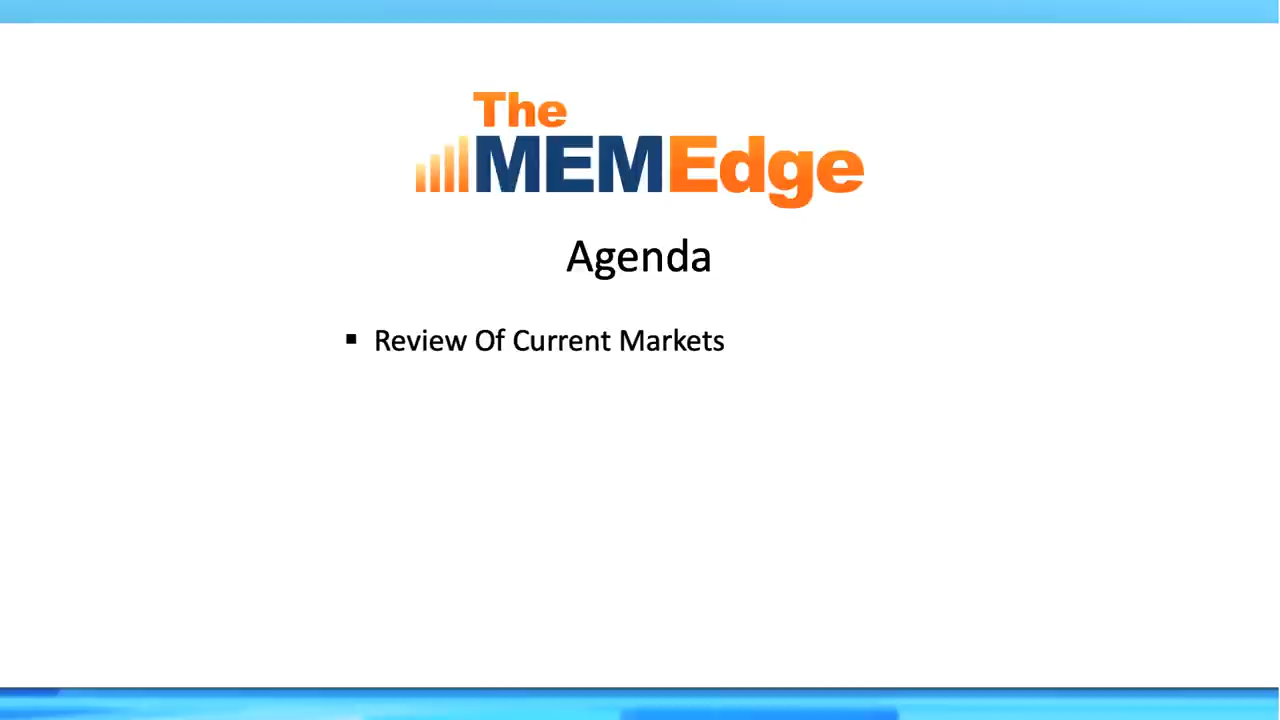 The
MEMEdge
Agenda
▪ Review Of Current Markets